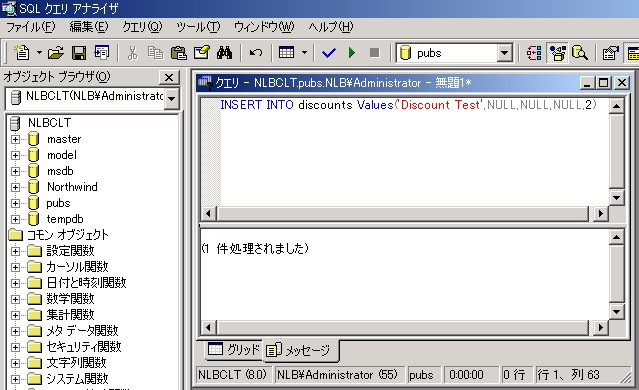 SQL クエリ アナライザ
ファイル(F) 編集(E) クエリ(Q) ツール(T) ウィンドウ(W) ヘルプ(H)
pubs
オブジェクト ブラウザ(O)
NLBCLT(NLB¥Administrato
NLBCLT
master
model
msdb
Northwind
pubs
tempdb
コモン オブジェクト
設定関数
カーソル関数
日付と時刻関数
数学関数
集計関数
メタ データ関数
セキュリティ関数
文字列関数
システム関数
クエリ - NLBCLT.pubs.NLB¥Administrator - 無題1*
INSERT INTO discounts Values('Discount Test',NULL,NULL,NULL,2)
(1 件処理されました)
グリッド メッセージ
NLBCLT (8.0) NLB¥Administrator (55) pubs 0:00:00 0 行 行 1、列 63